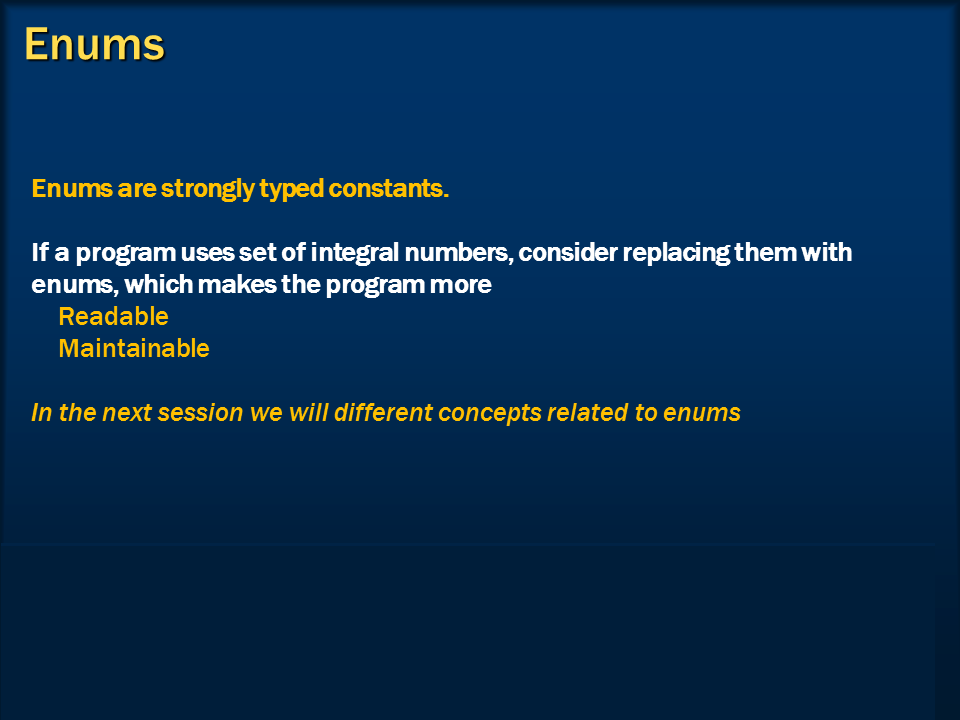 Enums
Enums are strongly typed constants.
If a program uses set of integral numbers, consider replacing them with
enums, which makes the program more
Readable
Maintainable
In the next session we will different concepts related to enums